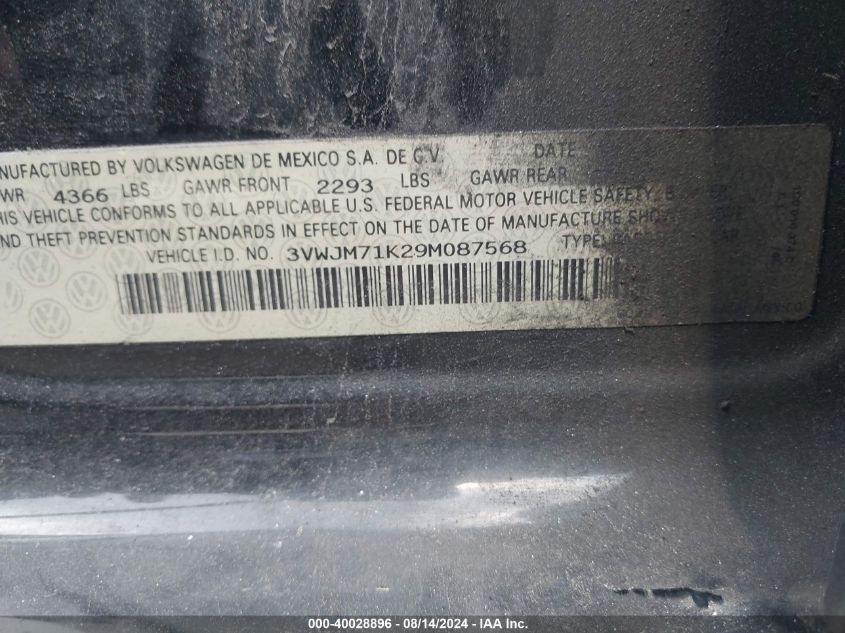 NUFACTURED BY VOLKSWAGEN DE MEXICO S.A. DE C.V. DATE
WR 4366 LBS GAWR FRONT 2293 LBS GAWR REAR
HIS VEHICLE CONFORMS TO ALL APPLICABLE U.S. FEDERAL MOTOR VEHICLE SAFETY, B
ND THEFT PREVENTION STANDARDS IN EFFECT ON THE DATE OF MANUFACTURE SHO
VEHICLE I.D. NO. 3VWJM71K29M087568 TYPE:
000-40028896 - 08/14/2024 - © IAA, Inc.